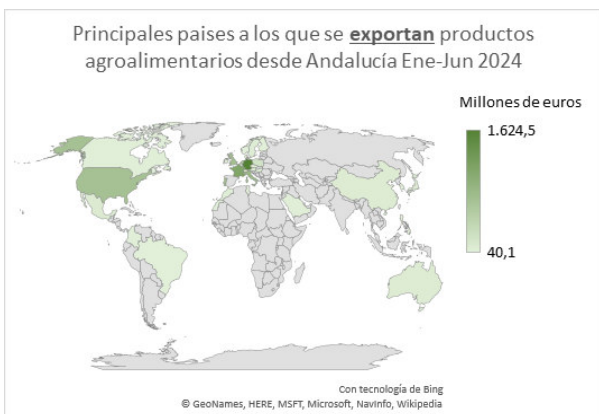 Principales paises a los que se exportan productos
agroalimentarios desde Andalucía Ene-Jun 2024
Millones de euros
1.624,5
40,1
Con tecnología de Bing
© GeoNames, HERE, MSFT, Microsoft, NavInfo, Wikipedia